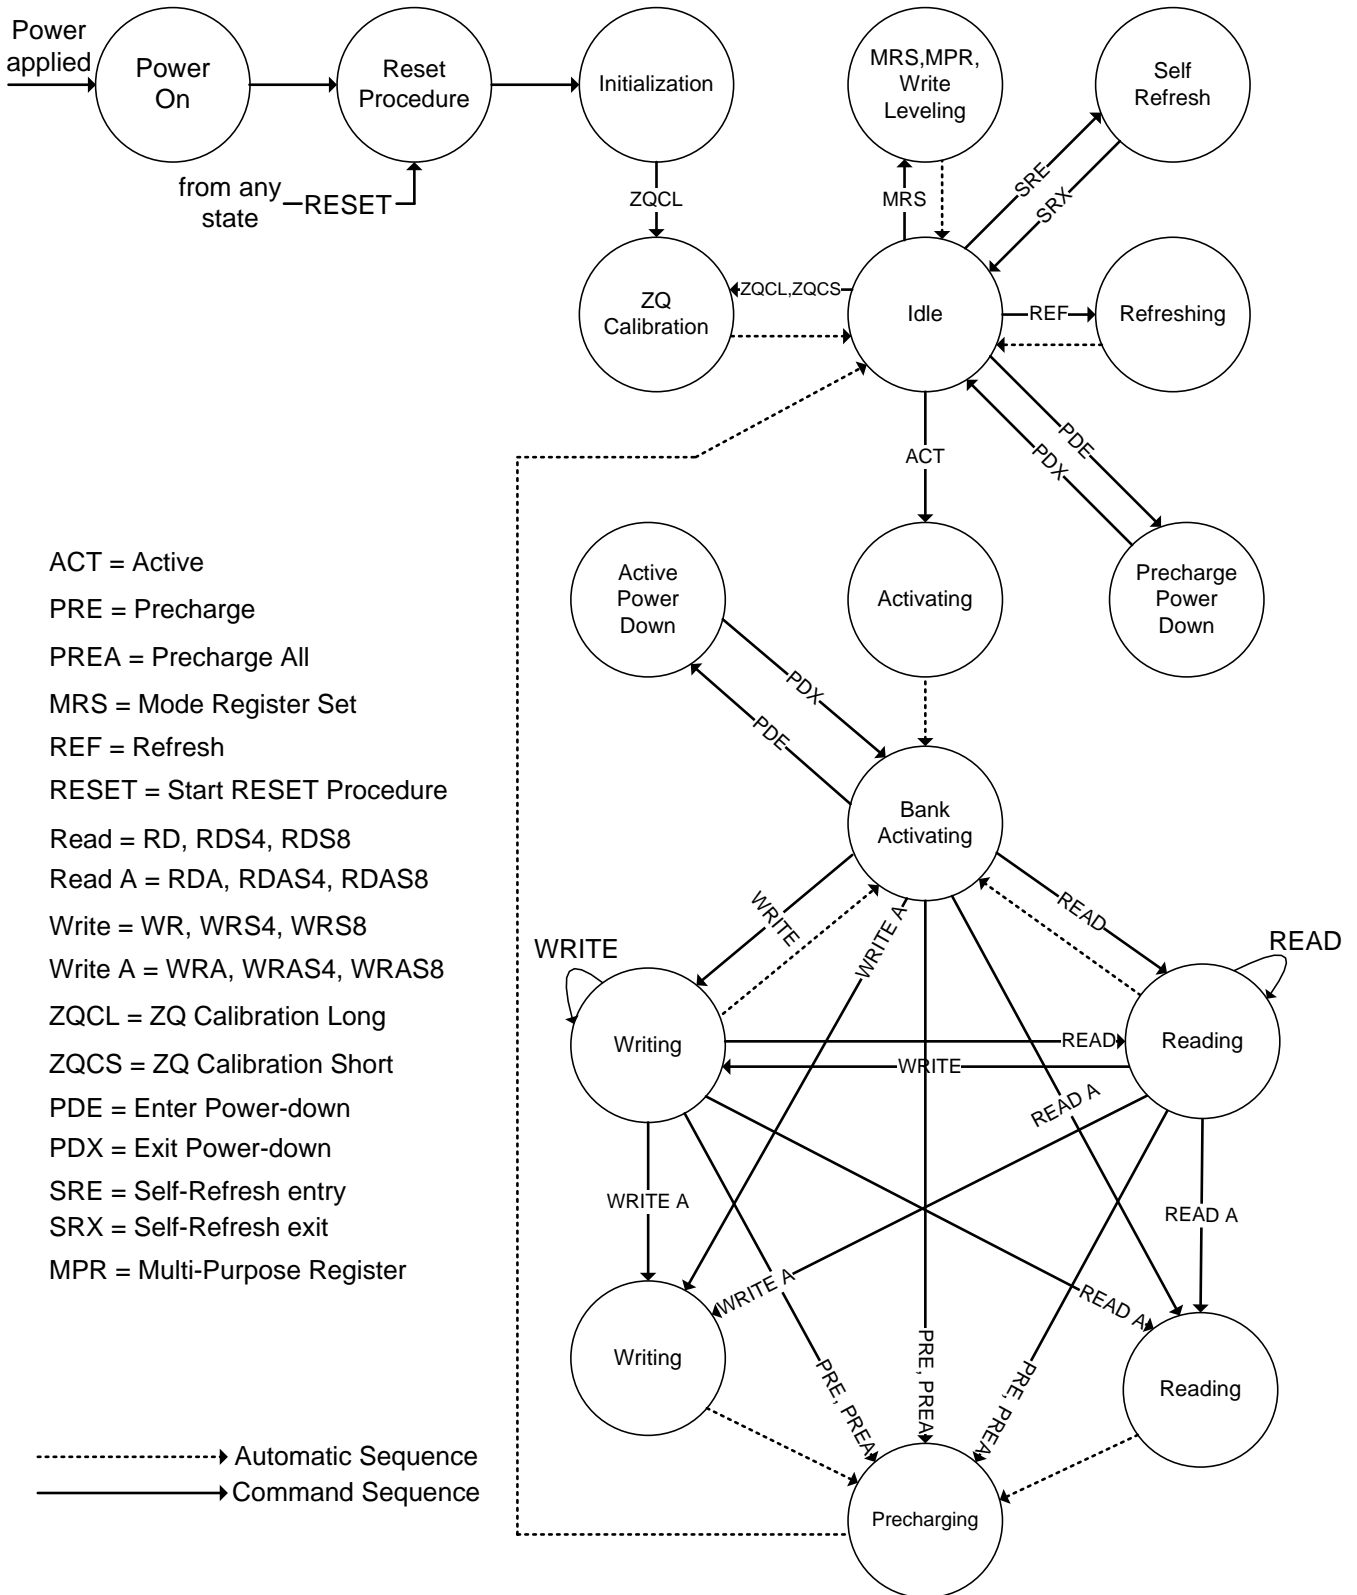 Power
applied
Power
On
Reset
Procedure
Initialization
MRS,MPR,
Write
Leveling
Self
Refresh
from any
state
RESET
ZQCL
MRS
SRE
SRX
ZQ
Calibration
ZQCL,ZQCS
Idle
REF
Refreshing
ACT
PDE
PDX
Active
Power
Down
Activating
Precharge
Power
Down
PDX
PDE
Bank
Activating
ACT = Active
PRE = Precharge
PREA = Precharge All
MRS = Mode Register Set
REF = Refresh
RESET = Start RESET Procedure
Read = RD, RDS4, RDS8
Read A = RDA, RDAS4, RDAS8
Write = WR, WRS4, WRS8
Write A = WRA, WRAS4, WRAS8
ZQCL = ZQ Calibration Long
ZQCS = ZQ Calibration Short
PDE = Enter Power-down
PDX = Exit Power-down
SRE = Self-Refresh entry
SRX = Self-Refresh exit
MPR = Multi-Purpose Register
WRITE
WRITE A
READ
WRITE
READ
Writing
READ
Reading
WRITE
READ A
WRITE A
READ A
WRITE A
READ A
Writing
PRE, PREA
PRE, PREA
PRE, PREA
Reading
Precharging
Automatic Sequence
Command Sequence